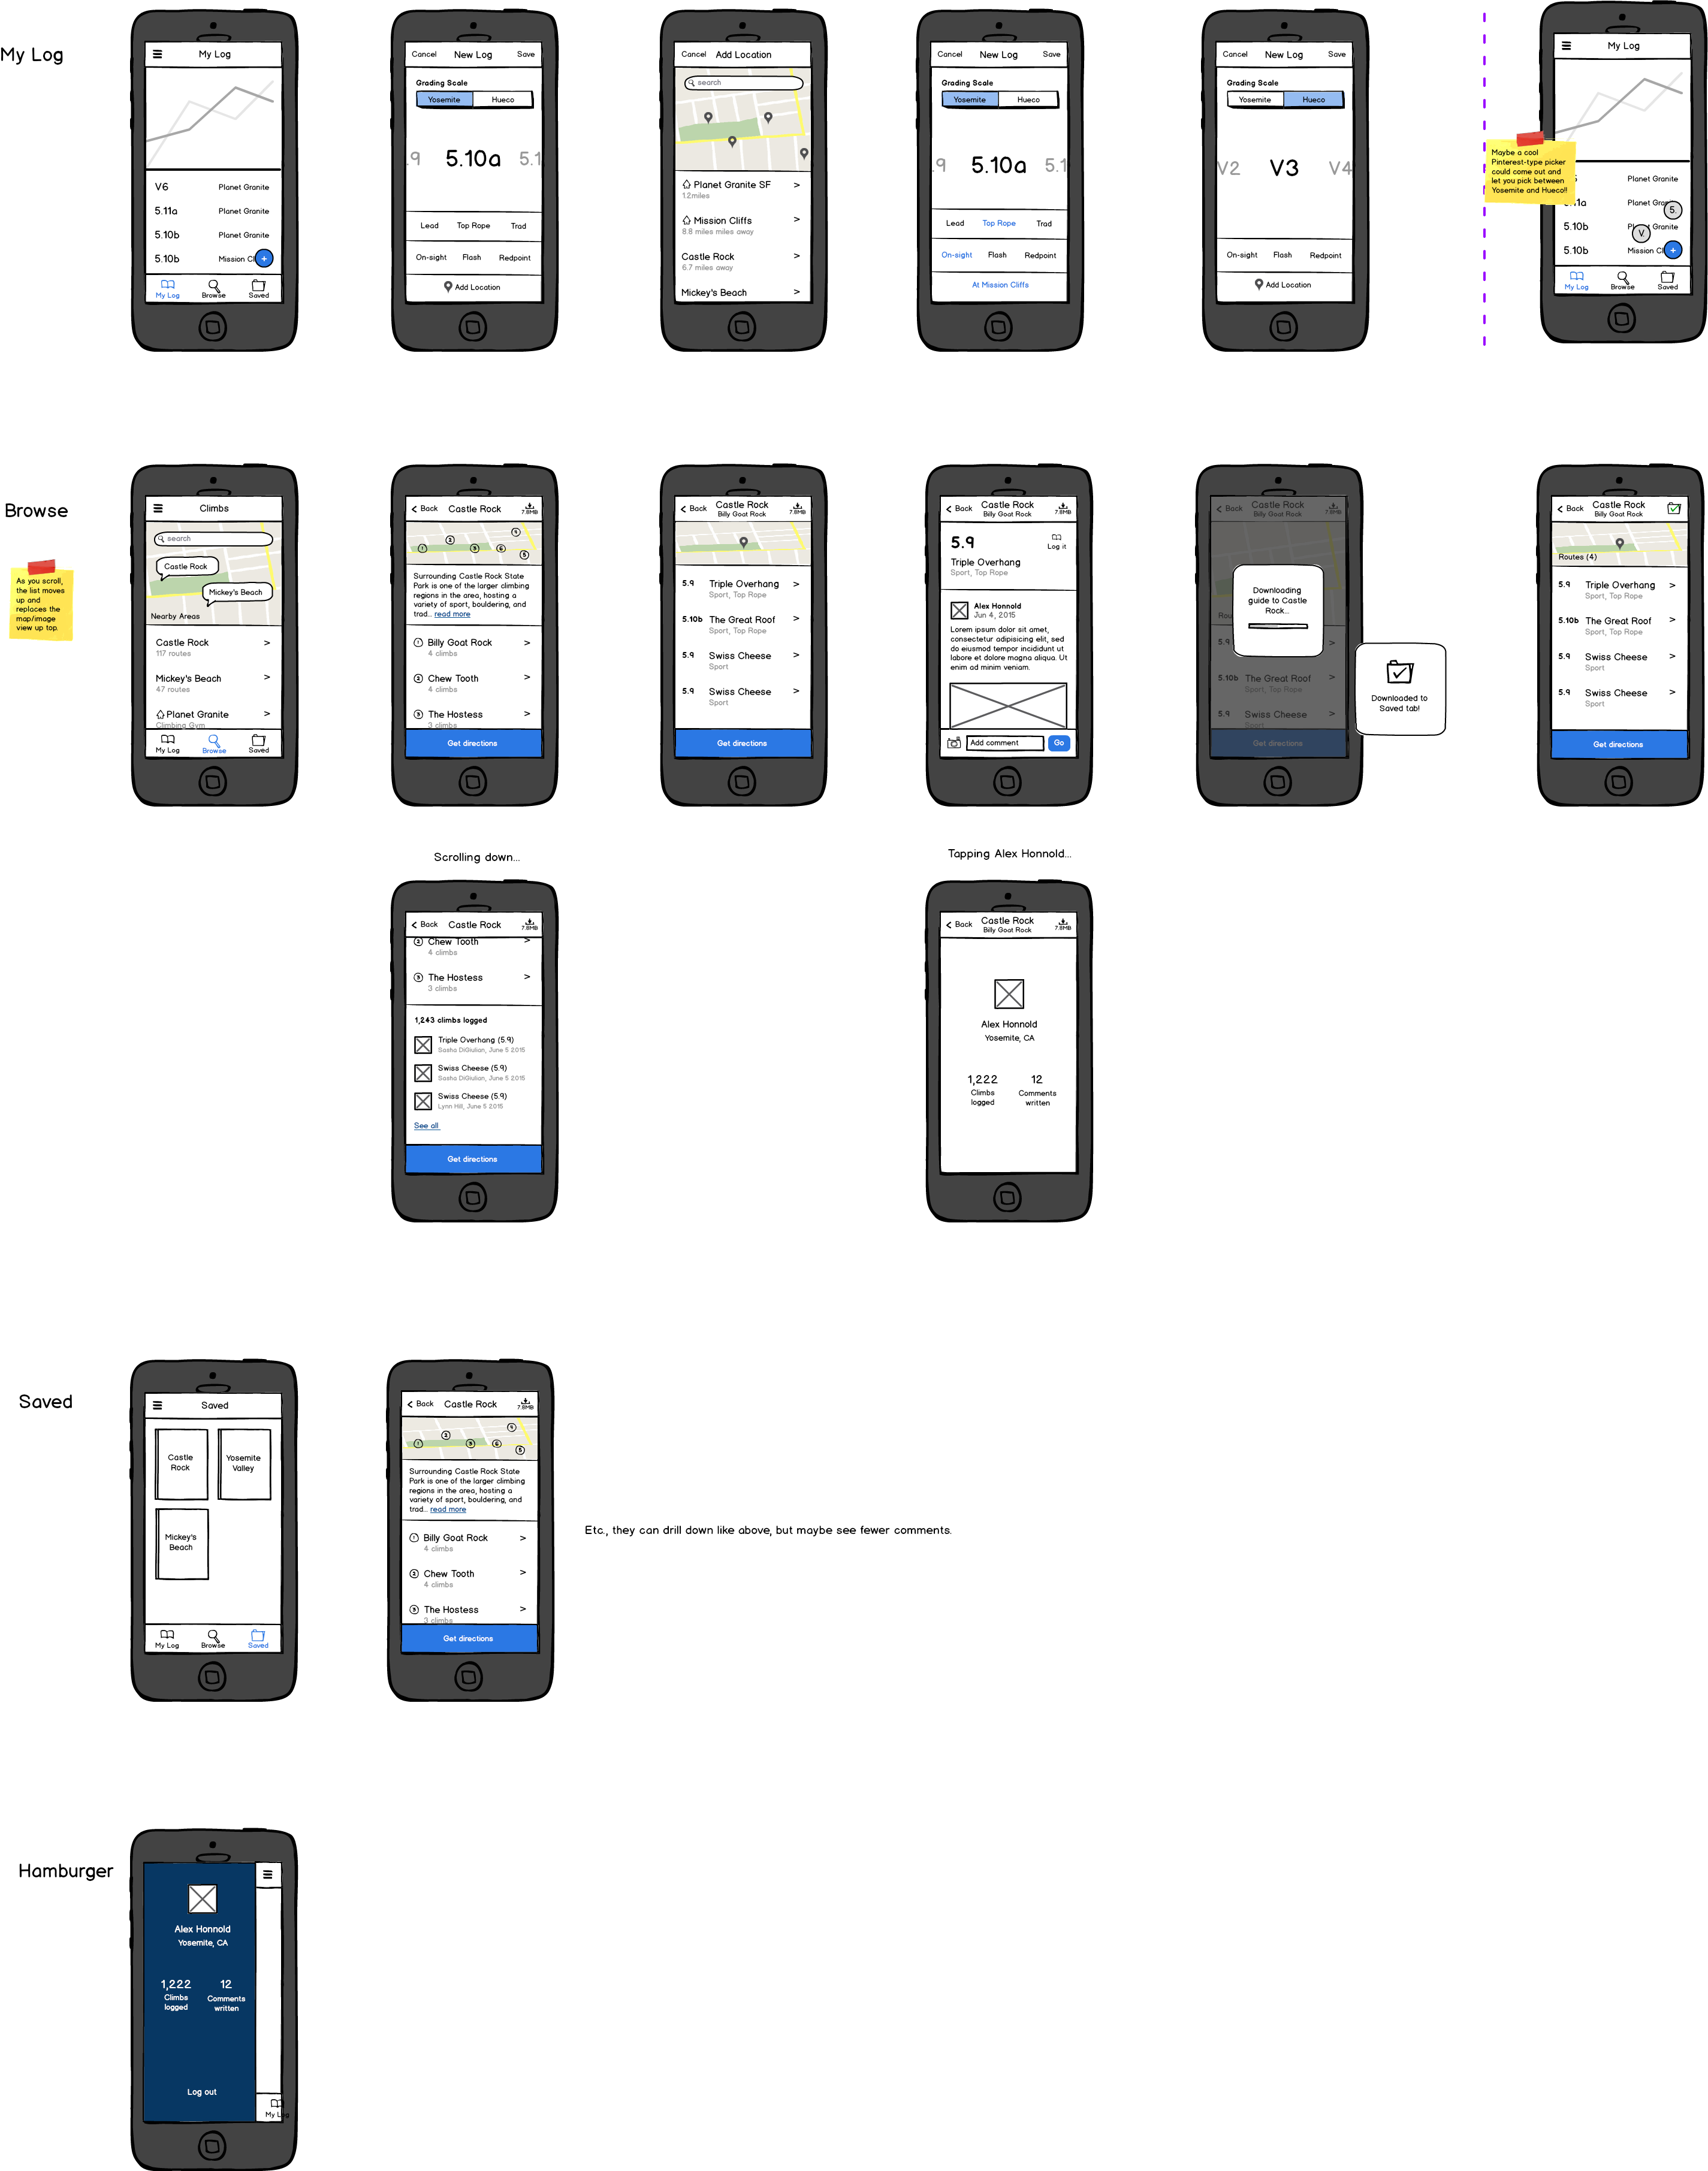 My Log
My Log
V6 Planet Granite
5.11a Planet Granite
5.10b Planet Granite
5.10b Mission
+
My Log Browse Saved
Cancel New Log Save
Grading Scale
Yosemite Hueco
.9 5.10a 5.1
Lead Top Rope Trad
On-sight Flash Redpoint
Add Location
Cancel Add Location
search
Planet Granite SF >
1.2miles
Mission Cliffs >
8.8 miles miles away
Castle Rock >
6.7 miles away
Mickey's Beach >
Cancel New Log Save
Grading Scale
Yosemite Hueco
.9 5.10a 5.1
Lead Top Rope Trad
On-sight Flash Redpoint
At Mission Cliffs
Cancel New Log Save
Grading Scale
Yosemite Hueco
V2 V3 V4
On-sight Flash Redpoint
Add Location
My Log
Maybe a cool
Pinterest-type picker
could come out and
let you pick between
Yosemite and Hueco!!
Planet Granite
Planet
5.
5.10b Granite
V
5.10b Mission
+
My Log Browse Saved
Browse
As you scroll,
the list moves
up and
replaces the
map/image
view up top.
Climbs
search
Castle Rock
Mickey's Beach
Nearby Areas
Castle Rock >
117 routes
Mickey's Beach >
47 routes
Planet Granite >
Climbing Gym
My Log Browse Saved
< Back Castle Rock 7.8MB
1 2 3 4 5 6
Surrounding Castle Rock State
Park is one of the larger climbing
regions in the area, hosting a
variety of sport, bouldering, and
trad... read more
1 Billy Goat Rock >
4 climbs
2 Chew Tooth >
4 climbs
3 The Hostess >
3 climbs
Get directions
< Back Castle Rock 7.8MB
Billy Goat Rock
5.9 Triple Overhang >
Sport, Top Rope
5.10b The Great Roof >
Sport, Top Rope
5.9 Swiss Cheese >
Sport
5.9 Swiss Cheese >
Sport
Get directions
< Back Castle Rock 7.8MB
Billy Goat Rock
5.9
Log it
Triple Overhang
Sport, Top Rope
Alex Honnold
Jun 4, 2015
Lorem ipsum dolor sit amet,
consectetur adipisicing elit, sed
do eiusmod tempor incididunt ut
labore et dolore magna aliqua. Ut
enim ad minim veniam.
Add comment Go
< Back Castle Rock 7.8MB
Billy Goat Rock
Downloading
guide to Castle
Rock...
Rou
5.9 >
5.10b The Great Roof >
Sport, Top Rope
5.9 Swiss Cheese >
Sport
Get directions
Downloaded to
Saved tab!
< Back Castle Rock
Billy Goat Rock
Routes (4)
5.9 Triple Overhang >
Sport, Top Rope
5.10b The Great Roof >
Sport, Top Rope
5.9 Swiss Cheese >
Sport
5.9 Swiss Cheese >
Sport
Get directions
Scrolling down...
< Back Castle Rock 7.8MB
2 Chew Tooth >
4 climbs
3 The Hostess >
3 climbs
1,243 climbs logged
Triple Overhang (5.9)
Sasha DiGiulian, June 5 2015
Swiss Cheese (5.9)
Sasha DiGiulian, June 5 2015
Swiss Cheese (5.9)
Lynn Hill, June 5 2015
See all
Get directions
Tapping Alex Honnold...
< Back Castle Rock 7.8MB
Billy Goat Rock
Alex Honnold
Yosemite, CA
1,222 12
Climbs Comments
logged written
Saved
Saved
Castle Yosemite
Rock Valley
Mickey's
Beach
My Log Browse Saved
< Back Castle Rock 7.8MB
1 2 3 4 5 6
Surrounding Castle Rock State
Park is one of the larger climbing
regions in the area, hosting a
variety of sport, bouldering, and
trad... read more
1 Billy Goat Rock >
4 climbs
2 Chew Tooth >
4 climbs
3 The Hostess >
3 climbs
Get directions
Etc., they can drill down like above, but maybe see fewer comments.
Hamburger
Alex Honnold
Yosemite, CA
1,222 12
Climbs Comments
logged written
Log out
My Log